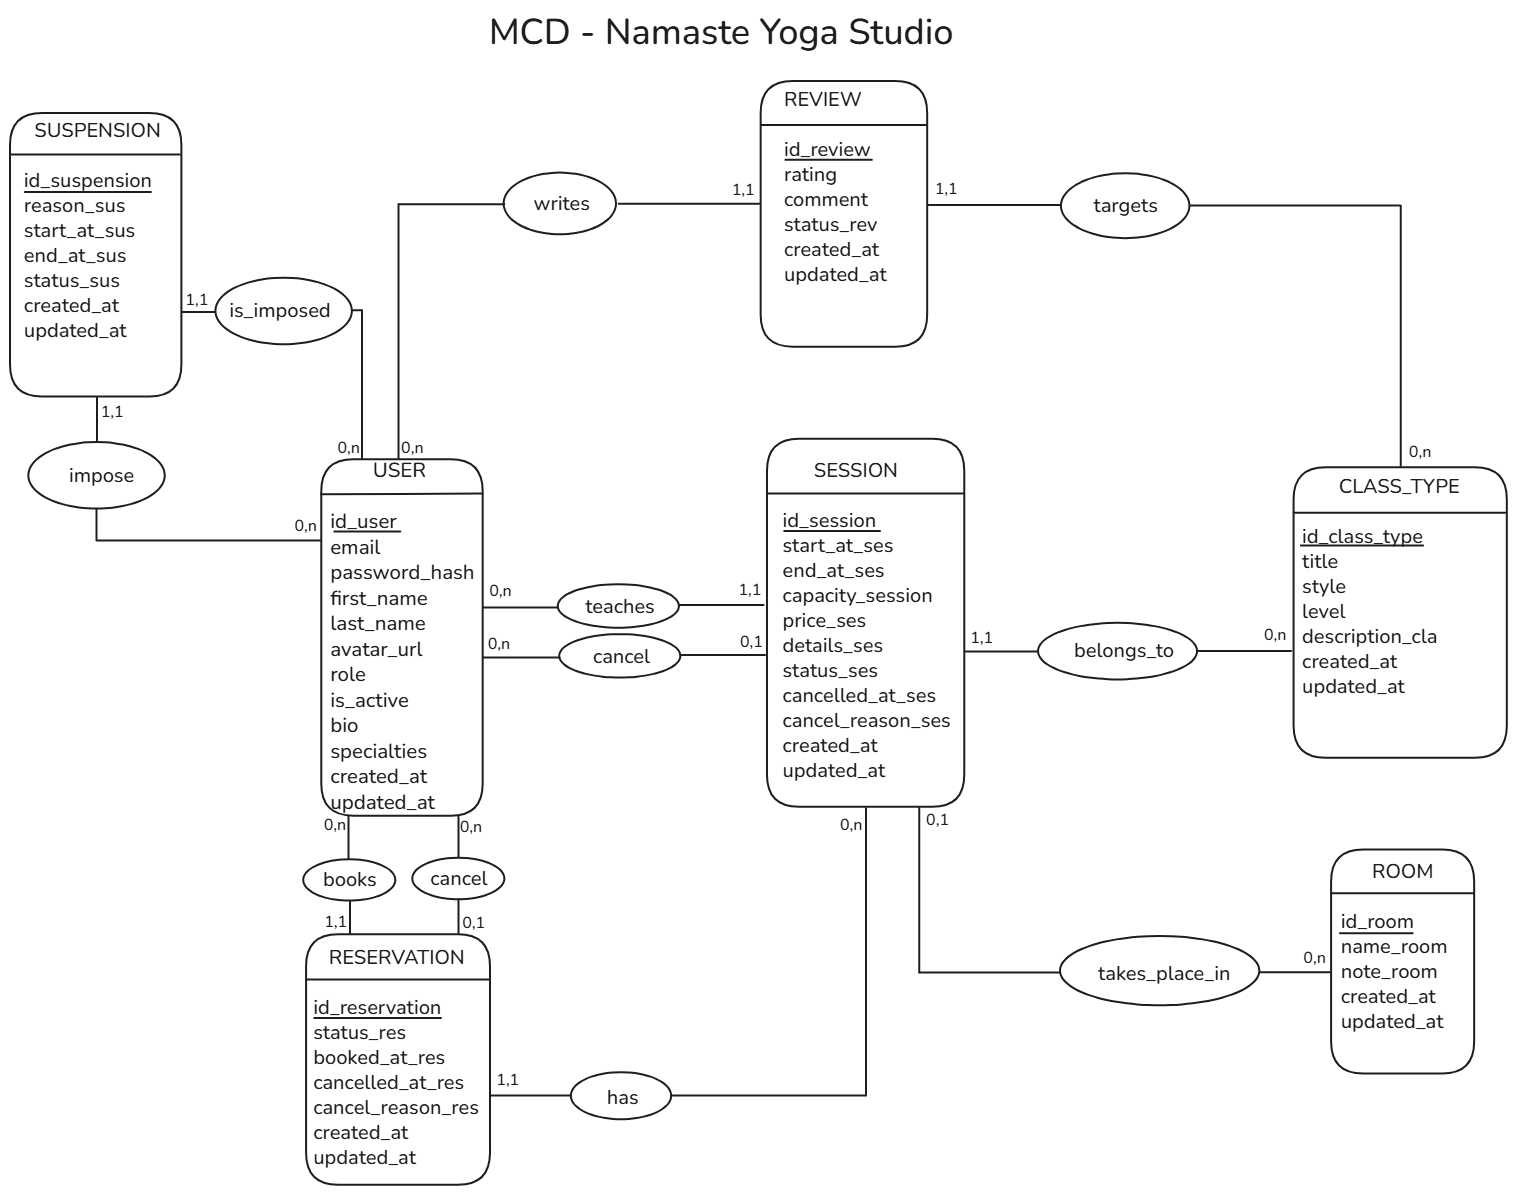 MCD - Namaste Yoga Studio
SUSPENSION
id_suspension
reason_sus
start_at_sus
end_at_sus
status_sus
created_at
updated_at
1,1
is_imposed
0,n
1,1
impose
0,n
writes
0,n
1,1
REVIEW
id_review
rating
comment
status_rev
created_at
updated_at
1,1
targets
0,n
USER
id_user
email
password_hash
first_name
last_name
avatar_url
role
is_active
bio
specialties
created_at
updated_at
0,n
teaches
1,1
0,n
cancel
0,1
SESSION
id_session
start_at_ses
end_at_ses
capacity_session
price_ses
details_ses
status_ses
cancelled_at_ses
cancel_reason_ses
created_at
updated_at
1,1
belongs_to
0,n
CLASS_TYPE
id_class_type
title
style
level
description_cla
created_at
updated_at
0,n
books
1,1
0,n
cancel
0,1
RESERVATION
id_reservation
status_res
booked_at_res
cancelled_at_res
cancel_reason_res
created_at
updated_at
1,1
has
0,n
0,1
takes_place_in
0,n
ROOM
id_room
name_room
note_room
created_at
updated_at